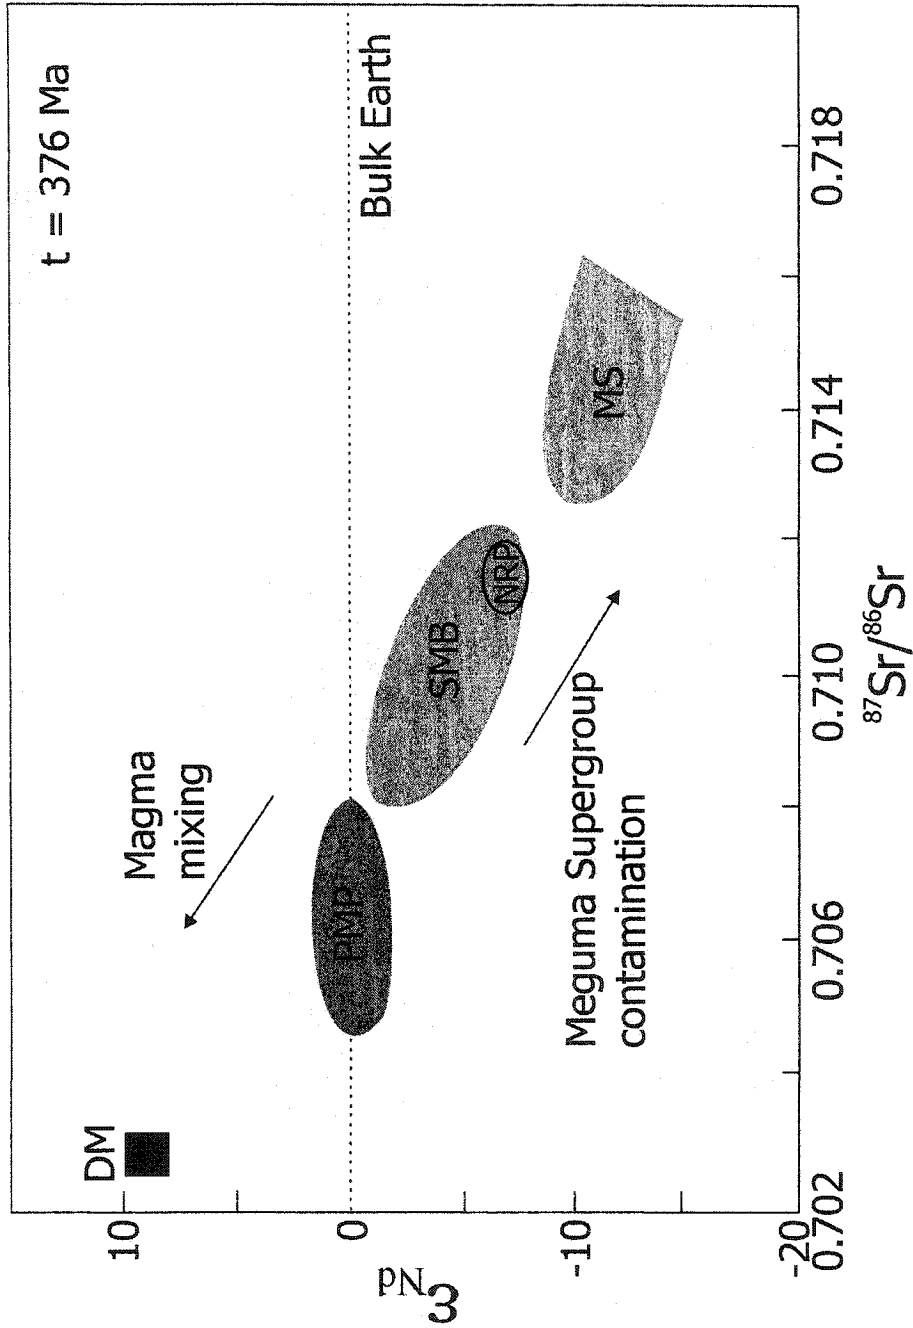 t = 376 Ma
DM
Magma
mixing
PMP
Bulk Earth
SMB
NRP
MS
Meguma Supergroup
contamination
10
0
-10
-20
εNd
0.702
0.706
0.710
0.714
0.718
⁸⁷Sr/⁸⁶Sr